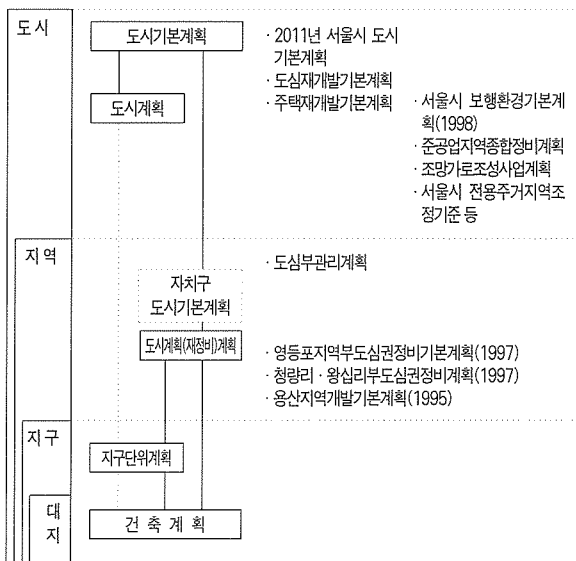 도시
도시기본계획
· 2011년 서울시 도시
기본계획
· 도심재개발기본계획
· 주택재개발기본계획
도시계획
· 서울시 보행환경기본계
획(1998)
· 준공업지역종합정비계획
· 조망가로조성사업계획
· 서울시 전용주거지역조
정기준 등
지역
· 도심부관리계획
자치구
도시기본계획
도시계획(재정비)계획
· 영등포지역부도심권정비기본계획(1997)
· 청량리 · 왕십리부도심권정비계획(1997)
· 용산지역개발기본계획(1995)
지구
지구단위계획
대
지
건 축 계 획